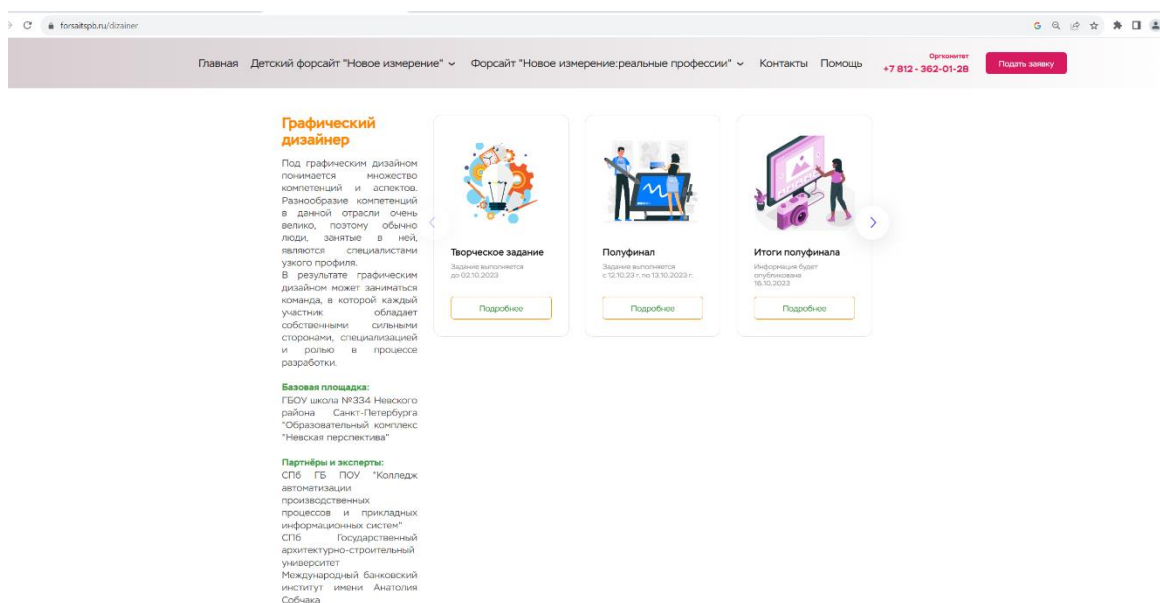 forsaitspb.ru/dizainer
Главная Детский форсайт "Новое измерение" Форсайт "Новое измерение:реальные профессии" Контакты Помощь
Оргкомитет
+7 812 - 362-01-28
Подать заявку
Графический
дизайнер
Под графическим дизайном
понимается множество
компетенций и аспектов.
Разнообразие компетенций
в данной отрасли очень
велико, поэтому обычно
люди, занятые в ней,
являются специалистами
узкого профиля.
В результате графическим
дизайном может заниматься
команда, в которой каждый
участник обладает
собственными сильными
сторонами, специализацией
и ролью в процессе
разработки.
Базовая площадка:
ГБОУ школа №334 Невского
района Санкт-Петербурга
"Образовательный комплекс
"Невская перспектива"
Партнёры и эксперты:
СПб ГБ ПОУ "Колледж
автоматизации
производственных
процессов и прикладных
информационных систем"
СПб Государственный
архитектурно-строительный
университет
Международный банковский
институт имени Анатолия
Собчака
Творческое задание
Задание выполняется
до 02.10.2023
Подробнее
Полуфинал
Задание выполняется
с 12.10.23 г. по 13.10.2023 г.
Подробнее
Итоги полуфинала
Информация будет
опубликована
16.10.2023
Подробнее